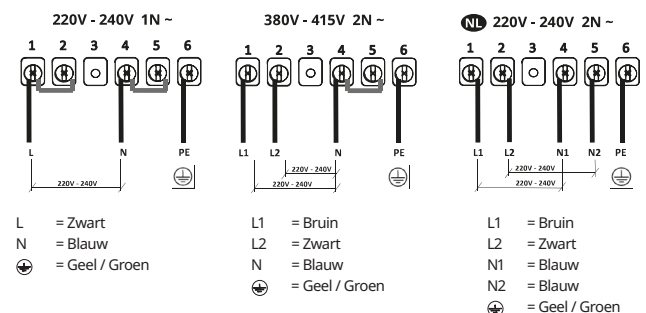 220V - 240V 1N ~
1 2 3 4 5 6
L N PE
220V - 240V
L = Zwart
N = Blauw
= Geel / Groen
380V - 415V 2N ~
1 2 3 4 5 6
L1 L2 N PE
220V - 240V
220V - 240V
L1 = Bruin
L2 = Zwart
N = Blauw
= Geel / Groen
NL 220V - 240V 2N ~
1 2 3 4 5 6
L1 L2 N1 N2 PE
220V - 240V
220V - 240V
L1 = Bruin
L2 = Zwart
N1 = Blauw
N2 = Blauw
= Geel / Groen